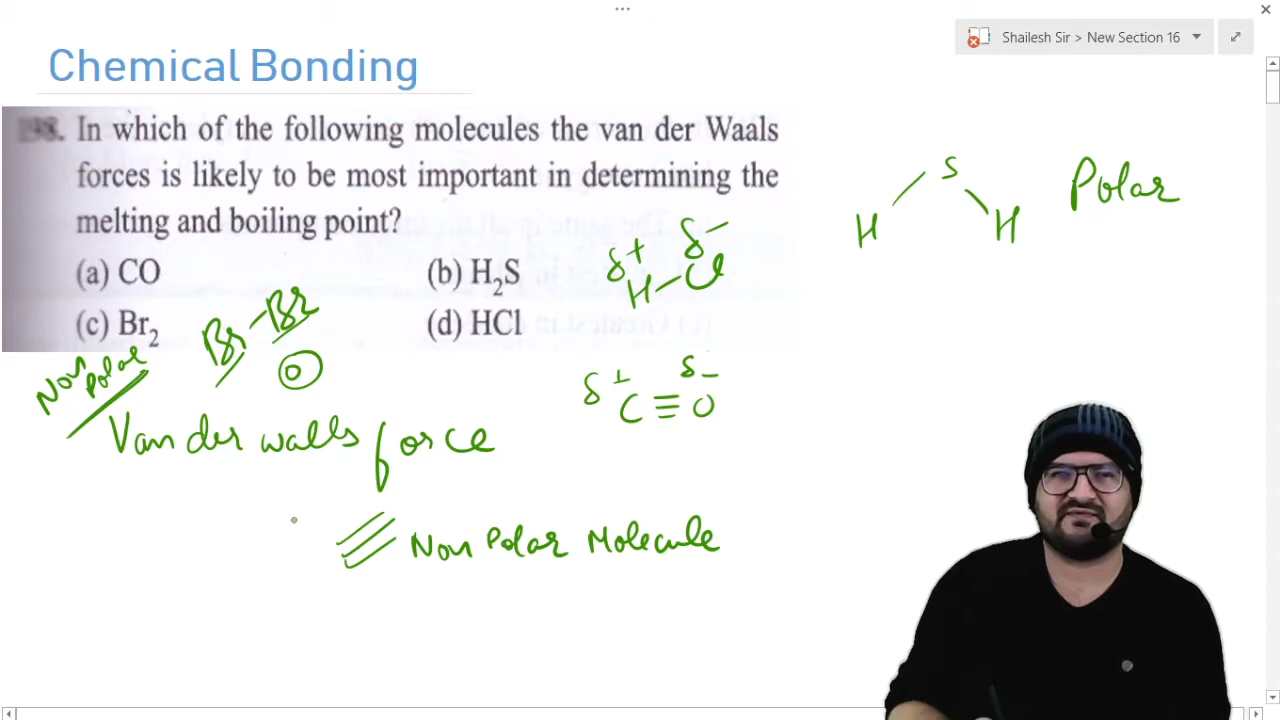 Shailesh Sir > New Section 16
Chemical Bonding
198. In which of the following molecules the van der Waals
forces is likely to be most important in determining the
melting and boiling point?
(a) CO
(b) H₂S
(c) Br₂
(d) HCl
S
H H
Polar
δ+ δ−
H–Cl
Br–Br
0
Non
Polar
δ+ δ−
C≡O
Van der walls force
Non Polar Molecule